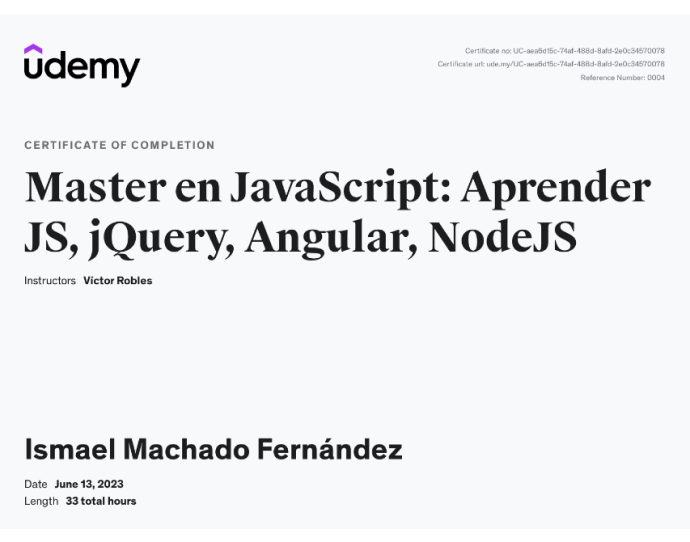 udemy
Certificate no: UC-aea6d15c-74af-488d-8afd-2e0c34570078
Certificate url: ude.my/UC-aea6d15c-74af-488d-8afd-2e0c34570078
Reference Number: 0004
CERTIFICATE OF COMPLETION
Master en JavaScript: Aprender
JS, jQuery, Angular, NodeJS
Instructors Víctor Robles
Ismael Machado Fernández
Date June 13, 2023
Length 33 total hours